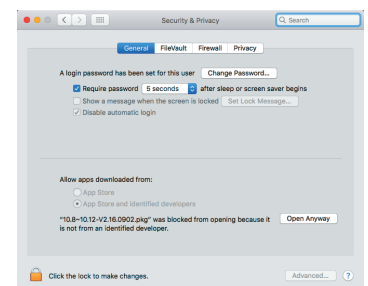 Security & Privacy
Search
General FileVault Firewall Privacy
A login password has been set for this user Change Password...
Require password 5 seconds after sleep or screen saver begins
Show a message when the screen is locked Set Lock Message...
Disable automatic login
Allow apps downloaded from:
App Store
App Store and identified developers
"10.8~10.12-V2.16.0902.pkg" was blocked from opening because it Open Anyway
is not from an identified developer.
Click the lock to make changes. Advanced... ?